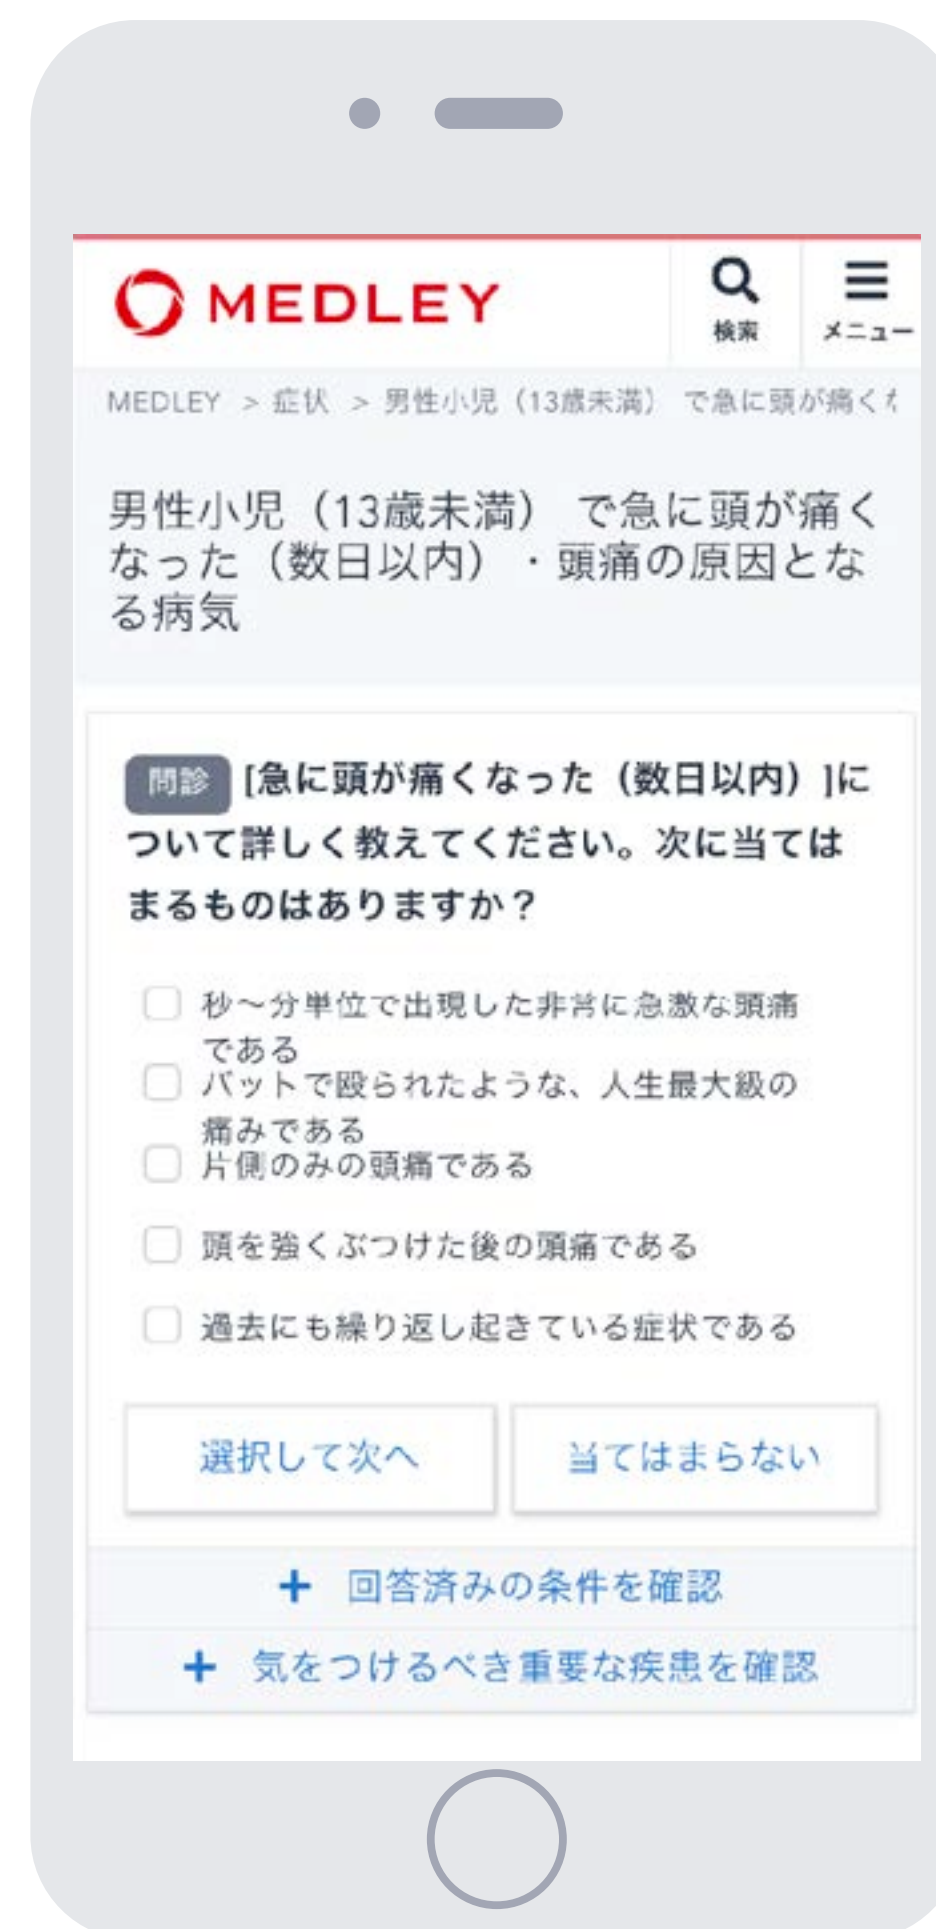 MEDLEY
検索
メニュー
MEDLEY > 症状 > 男性小児（13歳未満） で急に頭が痛くな
男性小児（13歳未満） で急に頭が痛く
なった（数日以内）・頭痛の原因とな
る病気
問診 [急に頭が痛くなった（数日以内）]に
ついて詳しく教えてください。次に当ては
まるものはありますか？
秒～分単位で出現した非常に急激な頭痛
である
バットで殴られたような、人生最大級の
痛みである
片側のみの頭痛である
頭を強くぶつけた後の頭痛である
過去にも繰り返し起きている症状である
選択して次へ
当てはまらない
+ 回答済みの条件を確認
+ 気をつけるべき重要な疾患を確認